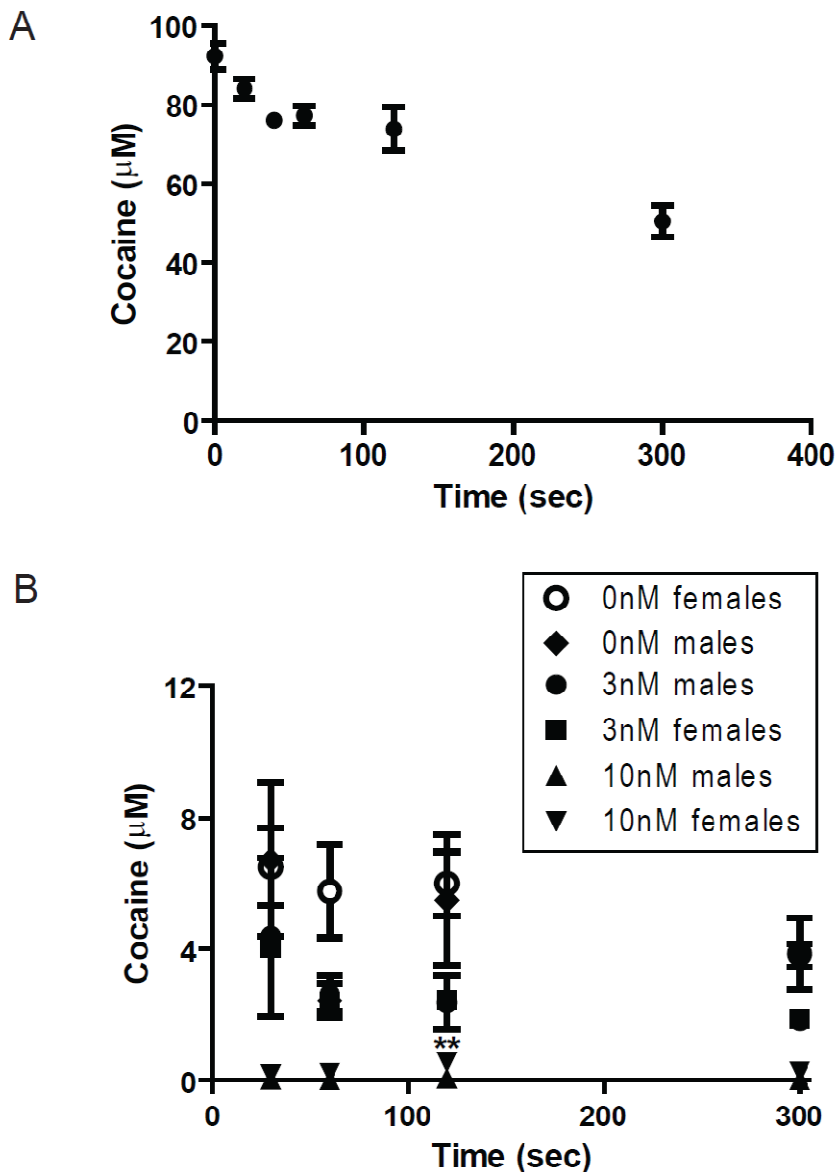 A
100
80
60
40
20
0
Cocaine (μM)
0 100 200 300 400
Time (sec)
B
0nM females
0nM males
3nM males
3nM females
10nM males
10nM females
12
8
4
0
Cocaine (μM)
**
0 100 200 300
Time (sec)